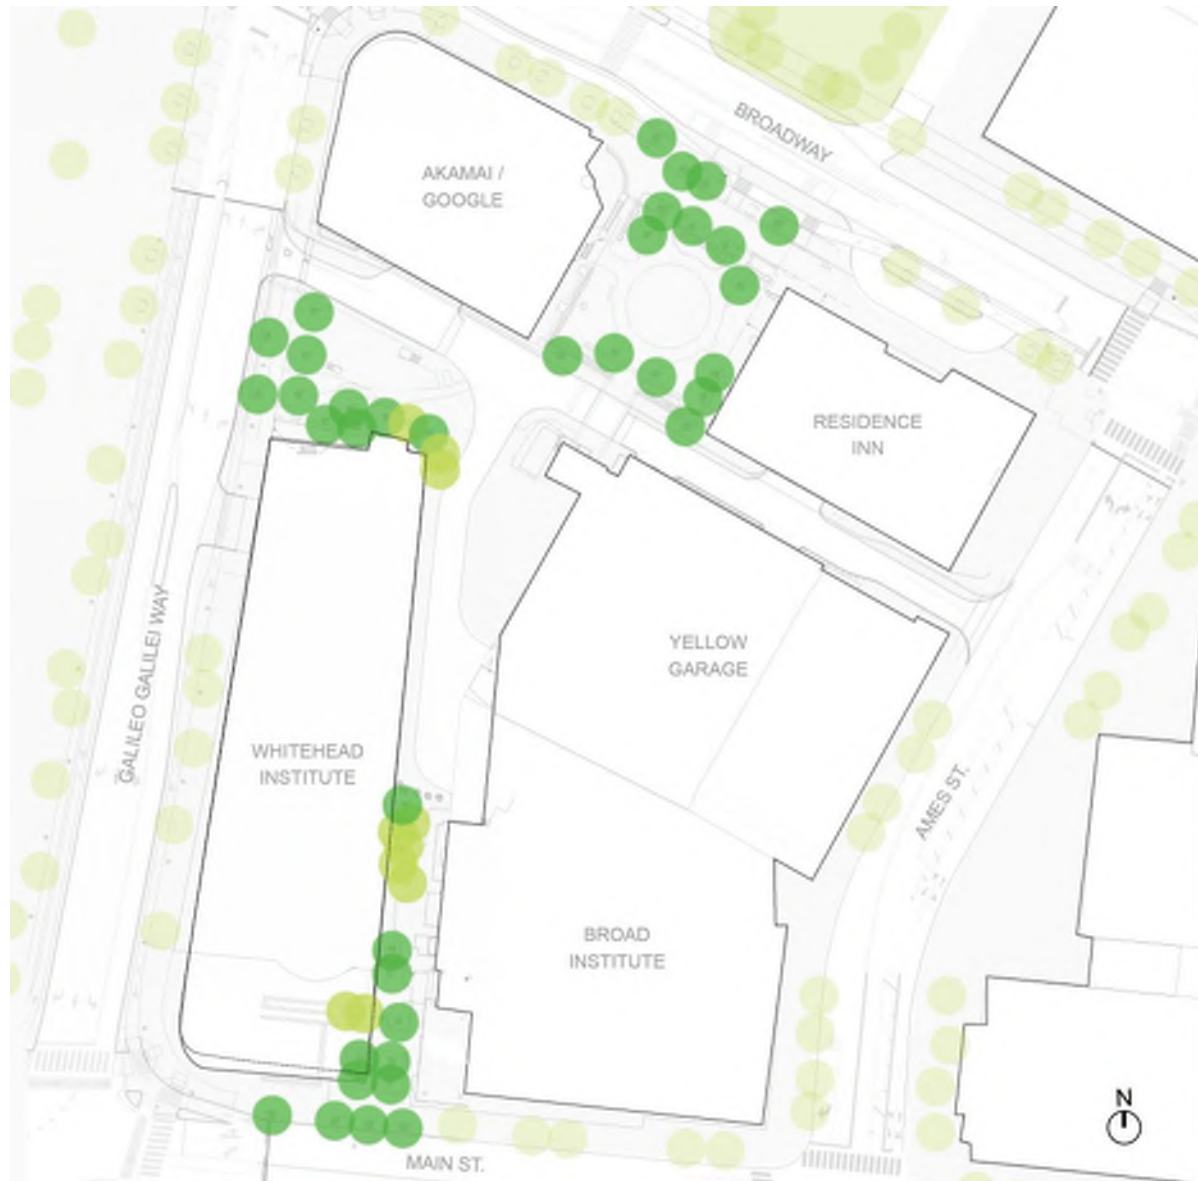 BROADWAY
AKAMAI /
GOOGLE
RESIDENCE
INN
YELLOW
GARAGE
GALILEO GALILEI WAY
WHITEHEAD
INSTITUTE
AMES ST.
BROAD
INSTITUTE
N
MAIN ST.